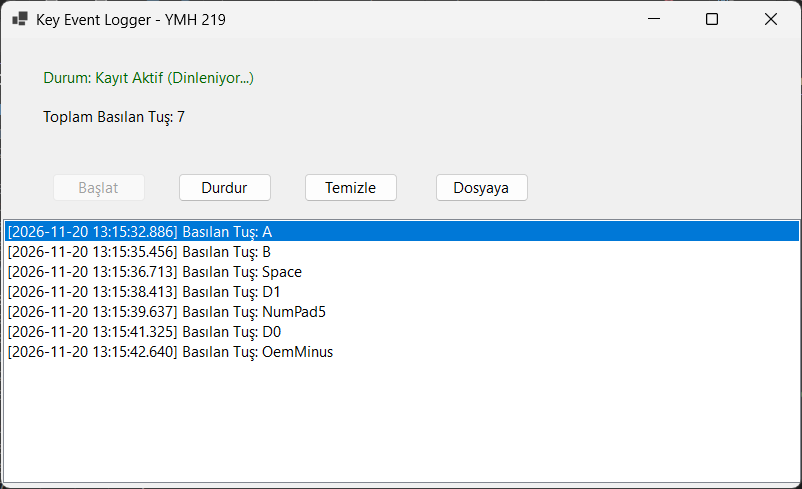 Key Event Logger - YMH 219
Durum: Kayıt Aktif (Dinleniyor...)
Toplam Basılan Tuş: 7
Başlat Durdur Temizle Dosyaya
[2026-11-20 13:15:32.886] Basılan Tuş: A
[2026-11-20 13:15:35.456] Basılan Tuş: B
[2026-11-20 13:15:36.713] Basılan Tuş: Space
[2026-11-20 13:15:38.413] Basılan Tuş: D1
[2026-11-20 13:15:39.637] Basılan Tuş: NumPad5
[2026-11-20 13:15:41.325] Basılan Tuş: D0
[2026-11-20 13:15:42.640] Basılan Tuş: OemMinus